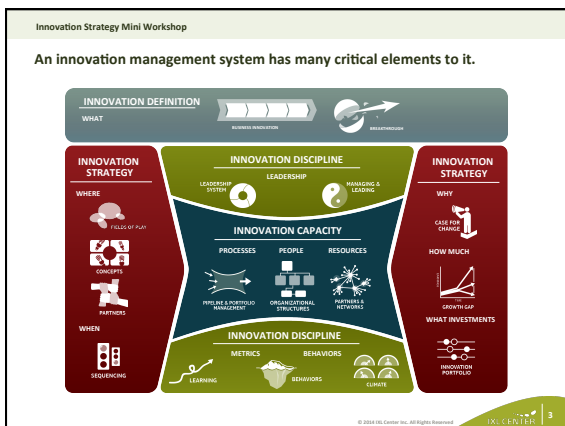 Innovation Strategy Mini Workshop
An innovation management system has many critical elements to it.
INNOVATION DEFINITION
WHAT
BUSINESS INNOVATION
BREAKTHROUGH
INNOVATION
STRATEGY
WHERE
FIELDS OF PLAY
CONCEPTS
PARTNERS
WHEN
SEQUENCING
INNOVATION DISCIPLINE
LEADERSHIP
LEADERSHIP
SYSTEM
MANAGING &
LEADING
INNOVATION CAPACITY
PROCESSES
PEOPLE
RESOURCES
PIPELINE & PORTFOLIO
MANAGEMENT
ORGANIZATIONAL
STRUCTURES
PARTNERS &
NETWORKS
INNOVATION DISCIPLINE
METRICS
BEHAVIORS
LEARNING
BEHAVIORS
CLIMATE
INNOVATION
STRATEGY
WHY
CASE FOR
CHANGE
HOW MUCH
GROWTH GAP
WHAT INVESTMENTS
INNOVATION
PORTFOLIO
© 2014 IXL Center Inc. All Rights Reserved
IXL CENTER
3